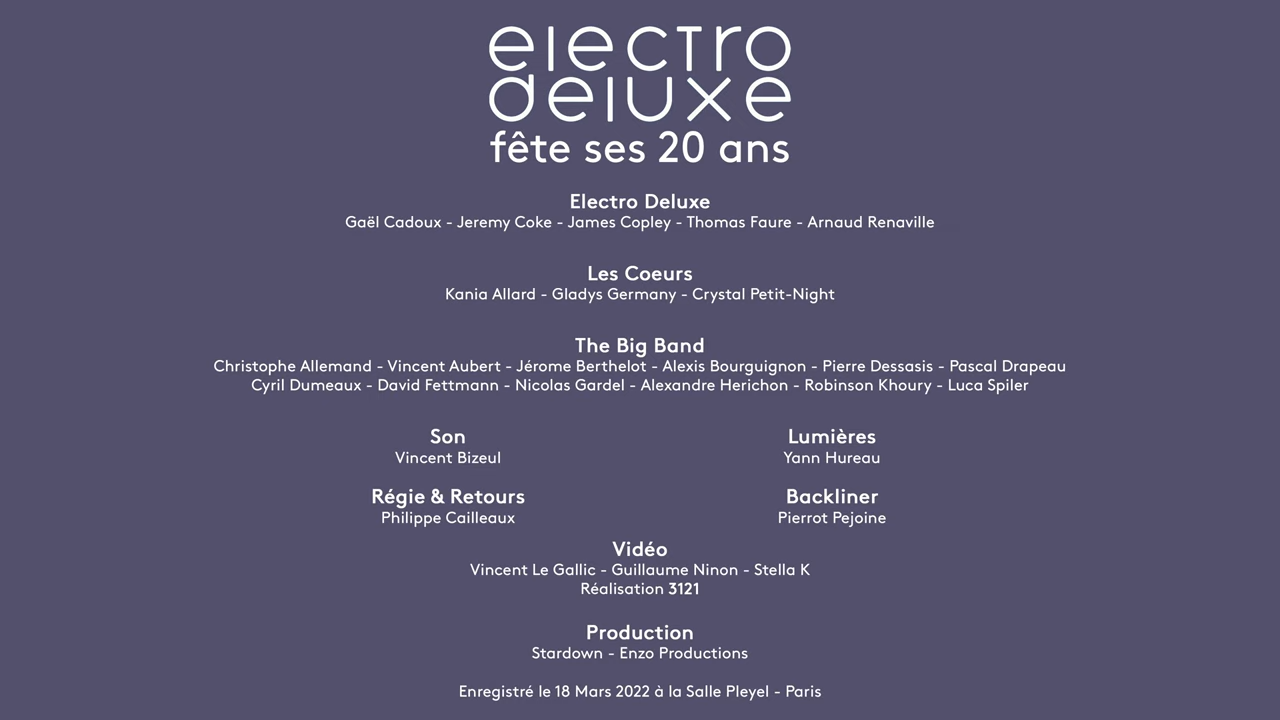 electro
deluxe
fête ses 20 ans
Electro Deluxe
Gaël Cadoux - Jeremy Coke - James Copley - Thomas Faure - Arnaud Renaville
Les Coeurs
Kania Allard - Gladys Germany - Crystal Petit-Night
The Big Band
Christophe Allemand - Vincent Aubert - Jérome Berthelot - Alexis Bourguignon - Pierre Dessasis - Pascal Drapeau
Cyril Dumeaux - David Fettmann - Nicolas Gardel - Alexandre Herichon - Robinson Khoury - Luca Spiler
Son
Vincent Bizeul
Lumières
Yann Hureau
Régie & Retours
Philippe Cailleaux
Backliner
Pierrot Pejoine
Vidéo
Vincent Le Gallic - Guillaume Ninon - Stella K
Réalisation 3121
Production
Stardown - Enzo Productions
Enregistré le 18 Mars 2022 à la Salle Pleyel - Paris